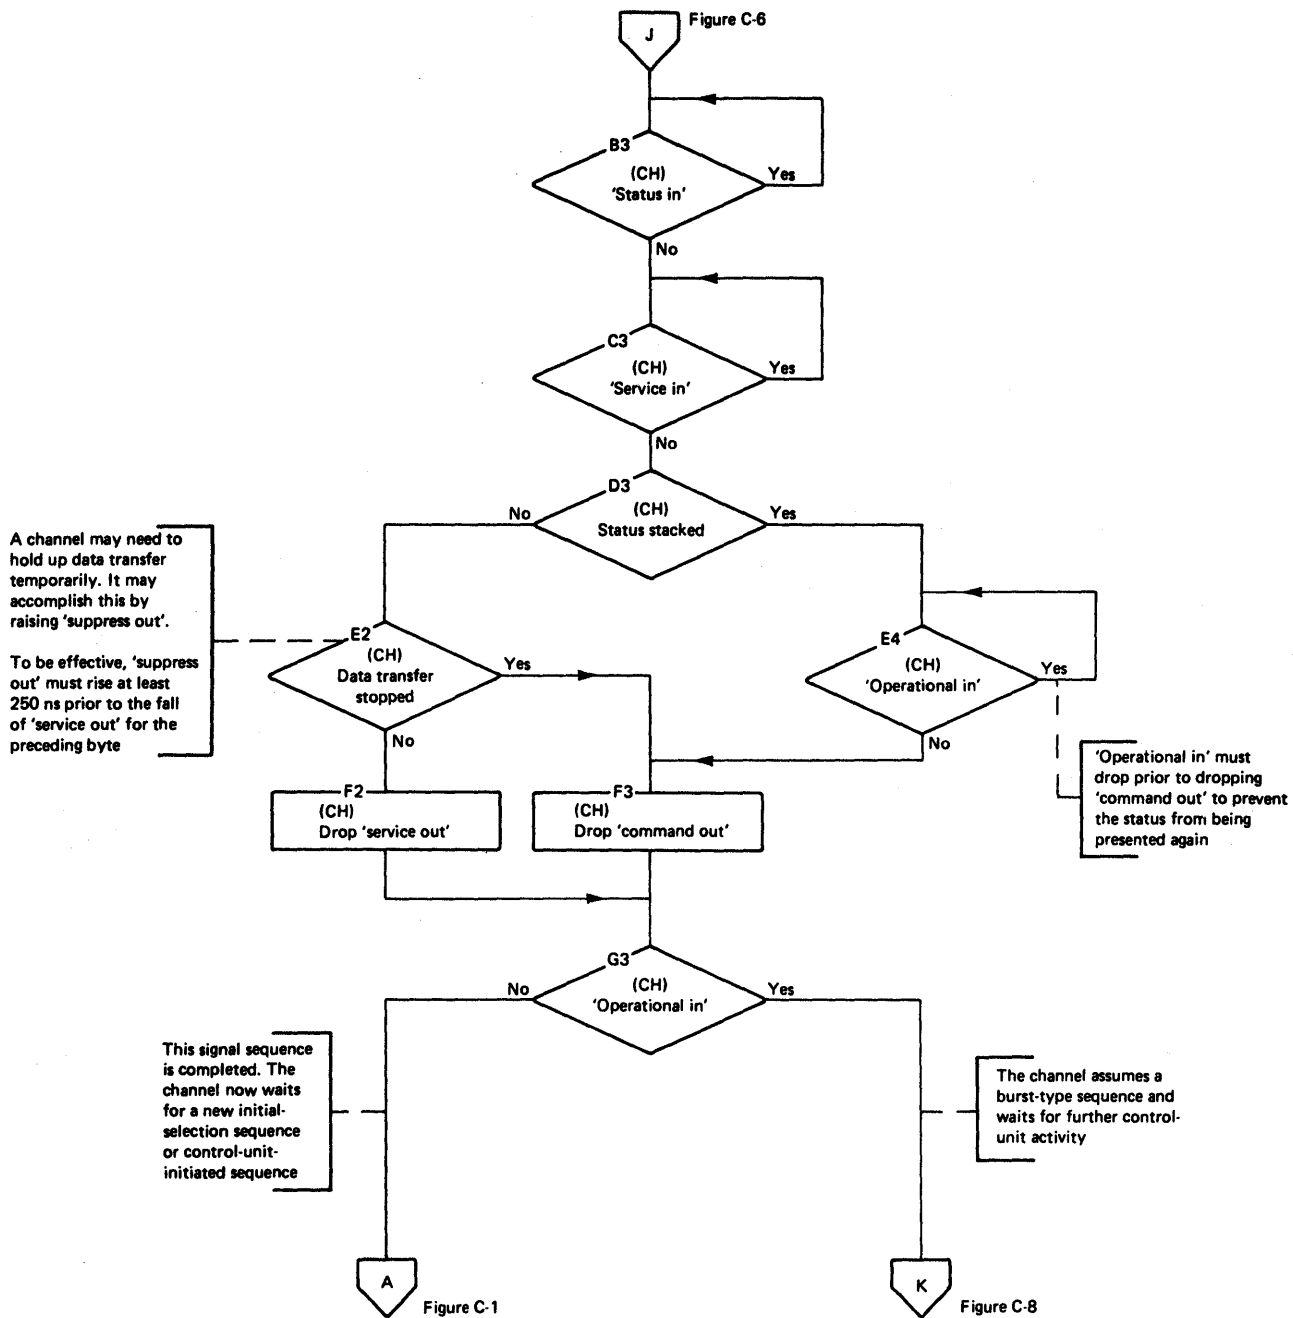 J
Figure C-6
B3
(CH)
'Status in'
Yes
No
C3
(CH)
'Service in'
Yes
No
D3
(CH)
Status stacked
No
Yes
A channel may need to
hold up data transfer
temporarily. It may
accomplish this by
raising 'suppress out'.
To be effective, 'suppress
out' must rise at least
250 ns prior to the fall
of 'service out' for the
preceding byte
E2
(CH)
Data transfer
stopped
Yes
No
E4
(CH)
'Operational in'
Yes
No
'Operational in' must
drop prior to dropping
'command out' to prevent
the status from being
presented again
F2
(CH)
Drop 'service out'
F3
(CH)
Drop 'command out'
G3
(CH)
'Operational in'
No
Yes
This signal sequence
is completed. The
channel now waits
for a new initial-
selection sequence
or control-unit-
initiated sequence
The channel assumes a
burst-type sequence and
waits for further control-
unit activity
A
Figure C-1
K
Figure C-8